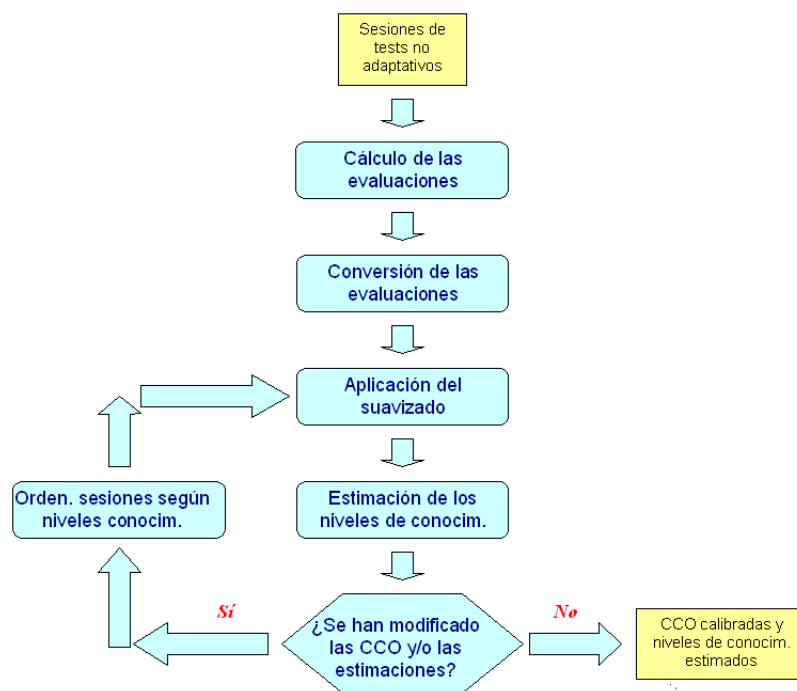 Sesiones de
tests no
adaptativos
Cálculo de las
evaluaciones
Conversión de las
evaluaciones
Aplicación del
suavizado
Orden. sesiones según
niveles conocim.
Estimación de los
niveles de conocim.
Sí
¿Se han modificado
las CCO y/o las
estimaciones?
No
CCO calibradas y
niveles de conocim.
estimados